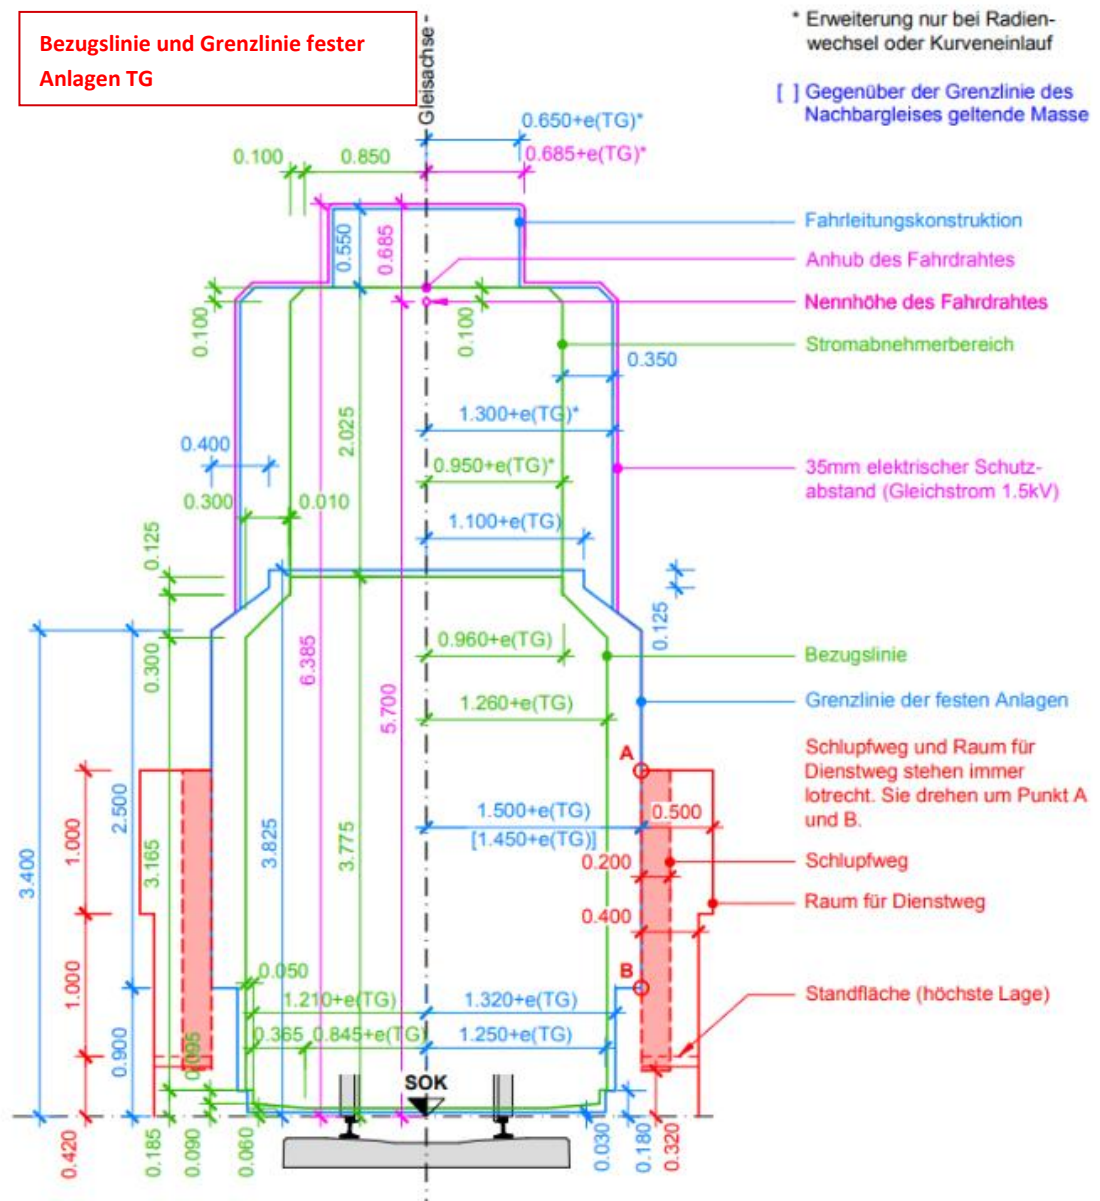 Bezugslinie und Grenzlinie fester
Anlagen TG
Gleisachse
* Erweiterung nur bei Radien-
wechsel oder Kurveneinlauf
[ ] Gegenüber der Grenzlinie des
Nachbargleises geltende Masse
0.650+e(TG)*
0.100
0.850
0.685+e(TG)*
Fahrleitungskonstruktion
0.550
0.685
Anhub des Fahrdrahtes
Nennhöhe des Fahrdrahtes
0.100
0.100
Stromabnehmerbereich
0.350
1.300+e(TG)*
2.025
0.400
0.950+e(TG)*
35mm elektrischer Schutz-
abstand (Gleichstrom 1.5kV)
0.300
0.010
1.100+e(TG)
0.125
0.125
0.960+e(TG)
Bezugslinie
0.300
6.385
1.260+e(TG)
5.700
Grenzlinie der festen Anlagen
A
Schlupfweg und Raum für
Dienstweg stehen immer
lotrecht. Sie drehen um Punkt A
und B.
1.500+e(TG)
0.500
[1.450+e(TG)]
2.500
1.000
3.825
3.775
3.165
3.400
0.200
Schlupfweg
0.400
Raum für Dienstweg
B
0.050
1.000
1.210+e(TG)
1.320+e(TG)
Standfläche (höchste Lage)
0.365
0.845+e(TG)
1.250+e(TG)
0.900
0.095
SOK
0.420
0.185
0.090
0.060
0.030
0.180
0.320